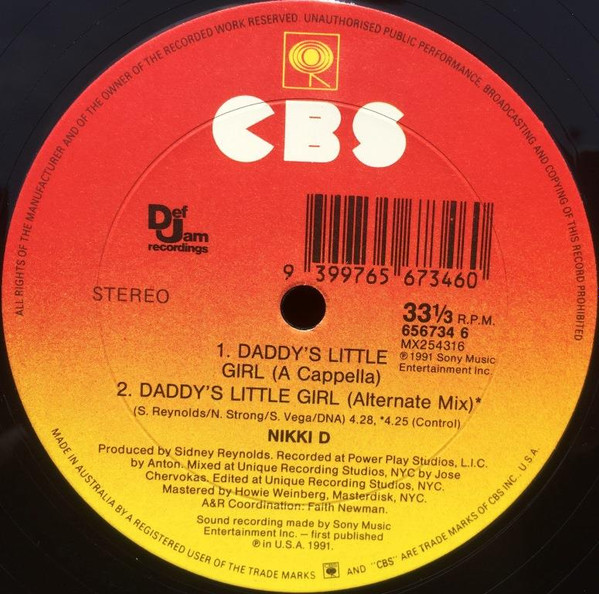 ALL RIGHTS OF THE MANUFACTURER AND OF THE OWNER OF THE RECORDED WORK RESERVED. UNAUTHORISED PUBLIC PERFORMANCE, BROADCASTING AND COPYING OF THIS RECORD PROHIBITED
CBS
Def
Jam
recordings
9 399765 673460
STEREO
33⅓ R.P.M.
656734 6
MX254316
℗ 1991 Sony Music
Entertainment Inc.
1. DADDY'S LITTLE
GIRL (A Cappella)
2. DADDY'S LITTLE GIRL (Alternate Mix)*
(S. Reynolds/N. Strong/S. Vega/DNA) 4.28, *4.25 (Control)
NIKKI D
Produced by Sidney Reynolds. Recorded at Power Play Studios, L.I.C.
by Anton. Mixed at Unique Recording Studios, NYC by Jose
Chervokas. Edited at Unique Recording Studios, NYC.
Mastered by Howie Weinberg, Masterdisk, NYC.
A&R Coordination: Faith Newman.
Sound recording made by Sony Music
Entertainment Inc. – first published
℗ in U.S.A. 1991.
MADE IN AUSTRALIA BY A REGISTERED USER OF THE TRADE MARKS AND "CBS" ARE TRADE MARKS OF CBS INC., U.S.A.